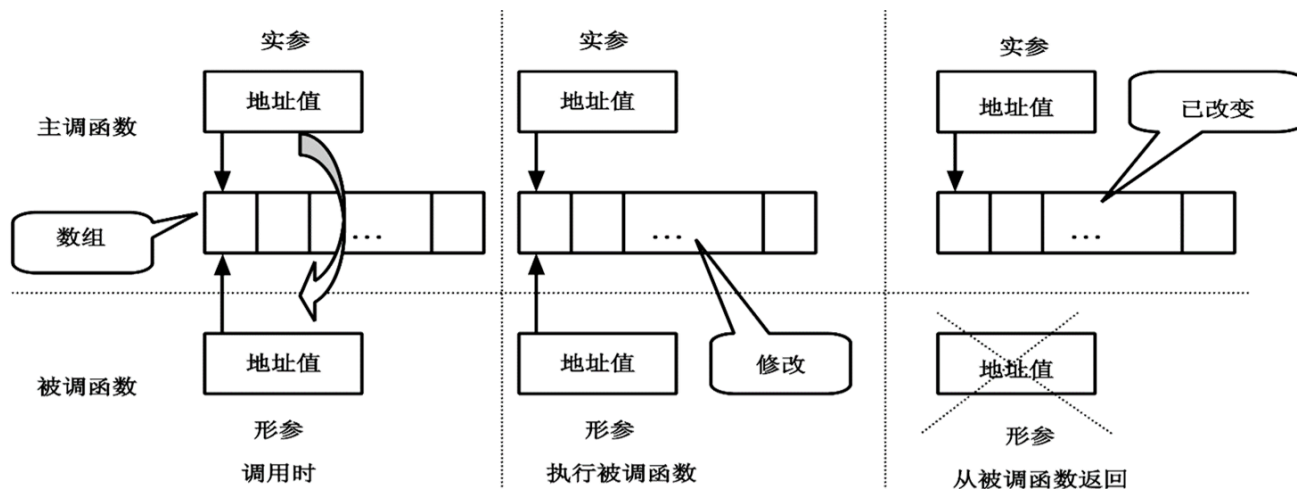 实参
实参
实参
地址值
地址值
地址值
已改变
主调函数
数组
...
...
...
地址值
地址值
修改
地址值
被调函数
形参
形参
形参
调用时
执行被调函数
从被调函数返回